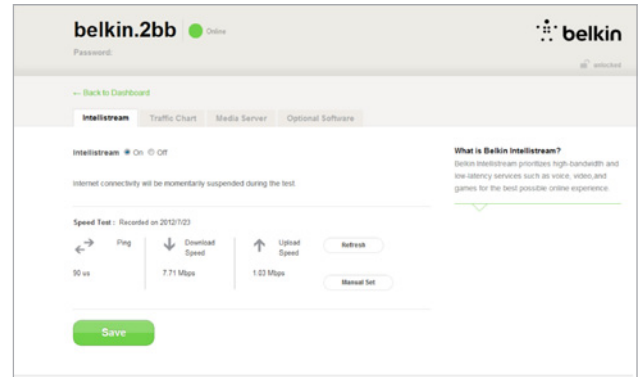 belkin.2bb Online
Password:
belkin
unlocked
← Back to Dashboard
Intellistream Traffic Chart Media Server Optional Software
Intellistream On Off
Internet connectivity will be momentarily suspended during the test.
Speed Test : Recorded on 2012/7/23
Ping Download Speed Upload Speed Refresh
90 us 7.71 Mbps 1.03 Mbps Manual Set
Save
What is Belkin Intellistream?
Belkin Intellistream prioritizes high-bandwidth and
low-latency services such as voice, video,and
games for the best possible online experience.